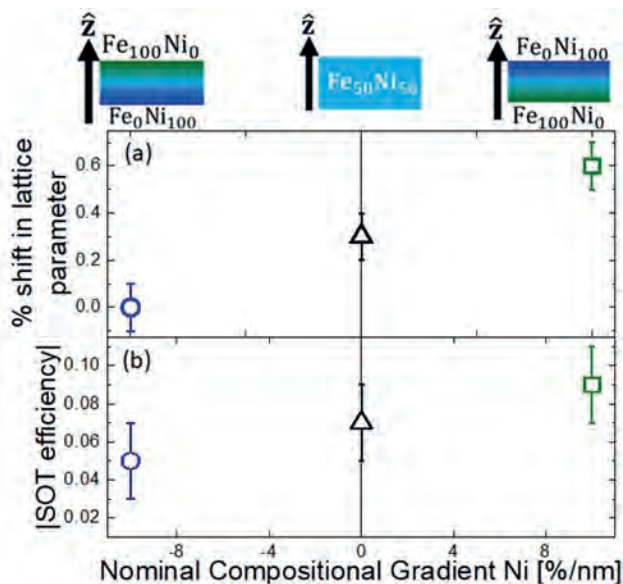 ẑ Fe₁₀₀Ni₀ ẑ ẑ Fe₀Ni₁₀₀
Fe₅₀Ni₅₀
Fe₀Ni₁₀₀ Fe₁₀₀Ni₀
(a)
% shift in lattice
parameter
0.6
0.4
0.2
0.0
(b)
|SOT efficiency|
0.10
0.08
0.06
0.04
0.02
-8 -4 0 4 8
Nominal Compositional Gradient Ni [%/nm]